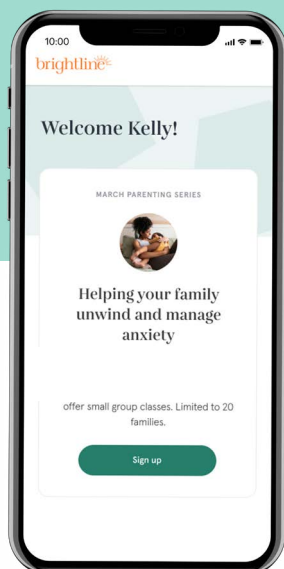 10:00
brightline
Welcome Kelly!
MARCH PARENTING SERIES
Helping your family
unwind and manage
anxiety
offer small group classes. Limited to 20
families.
Sign up